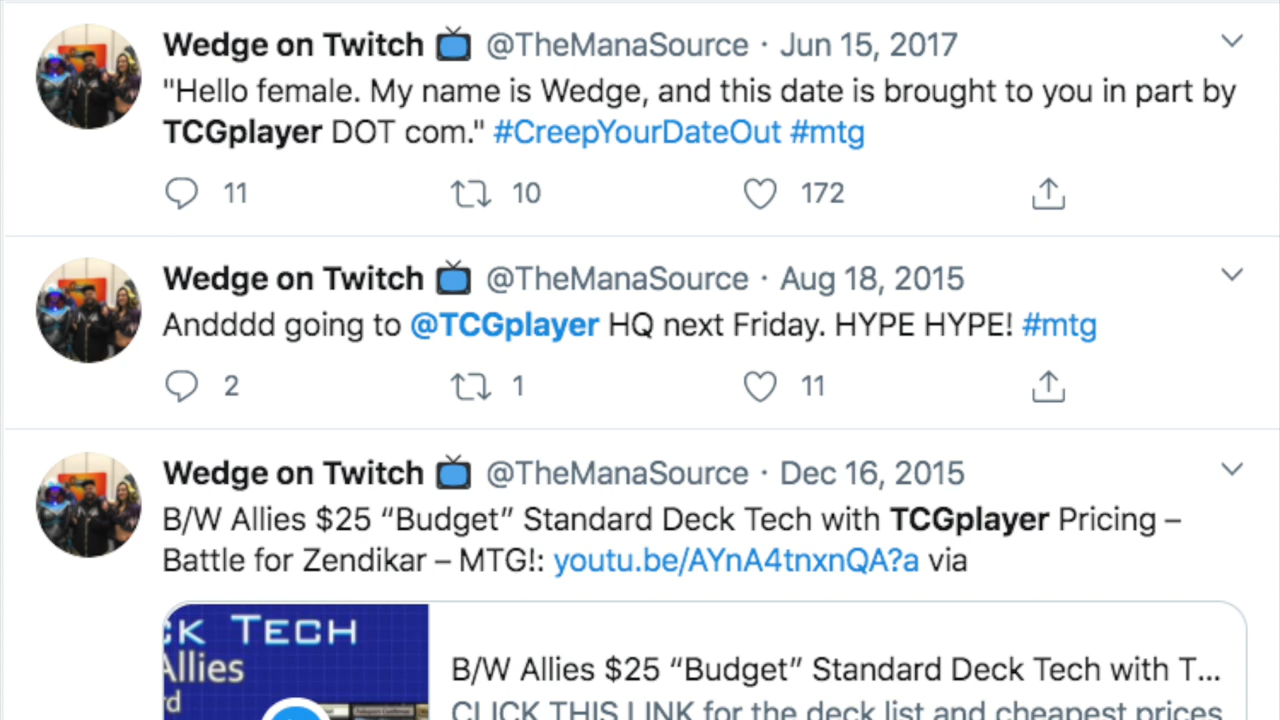 Wedge on Twitch 📺 @TheManaSource · Jun 15, 2017
"Hello female. My name is Wedge, and this date is brought to you in part by
TCGplayer DOT com." #CreepYourDateOut #mtg
11 10 172
Wedge on Twitch 📺 @TheManaSource · Aug 18, 2015
Andddd going to @TCGplayer HQ next Friday. HYPE HYPE! #mtg
2 1 11
Wedge on Twitch 📺 @TheManaSource · Dec 16, 2015
B/W Allies $25 “Budget” Standard Deck Tech with TCGplayer Pricing –
Battle for Zendikar – MTG!: youtu.be/AYnA4tnxnQA?a via
CK TECH
Allies
rd
B/W Allies $25 “Budget” Standard Deck Tech with T...
CLICK THIS LINK for the deck list and cheapest prices